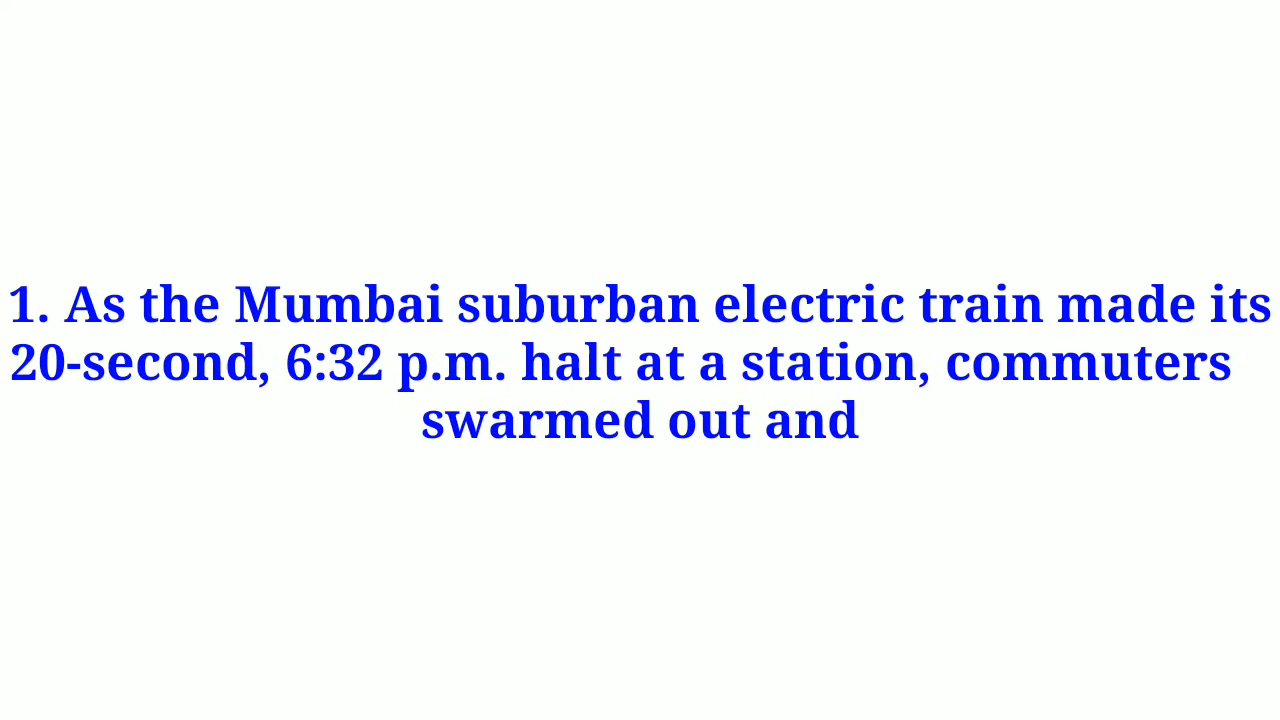 1. As the Mumbai suburban electric train made its
20-second, 6:32 p.m. halt at a station, commuters
swarmed out and